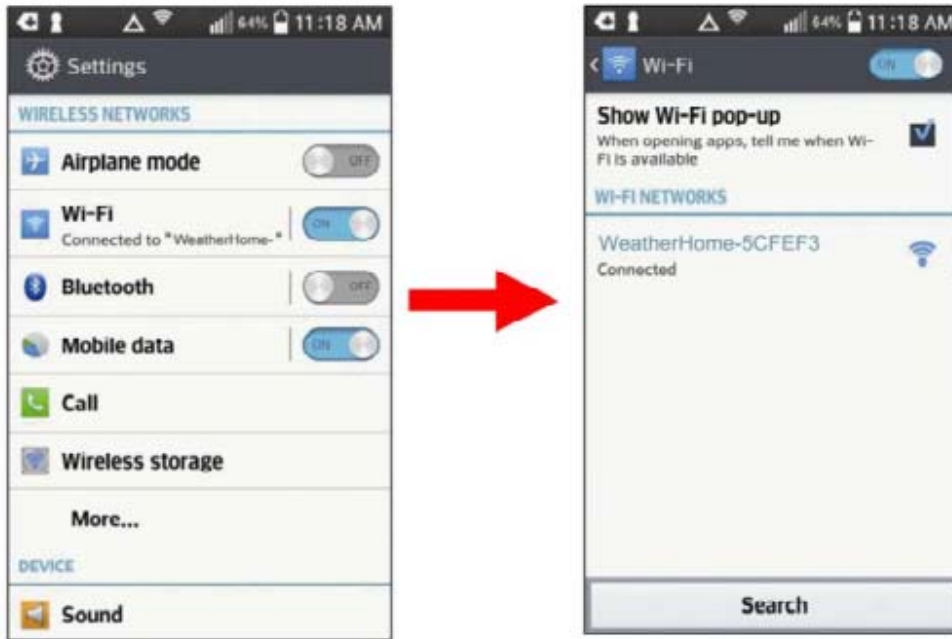 64% 11:18 AM
Settings
WIRELESS NETWORKS
Airplane mode OFF
Wi-Fi
Connected to "WeatherHome-" ON
Bluetooth OFF
Mobile data ON
Call
Wireless storage
More...
DEVICE
Sound
64% 11:18 AM
Wi-Fi ON
Show Wi-Fi pop-up
When opening apps, tell me when Wi-
Fi is available
WI-FI NETWORKS
WeatherHome-5CFEF3
Connected
Search